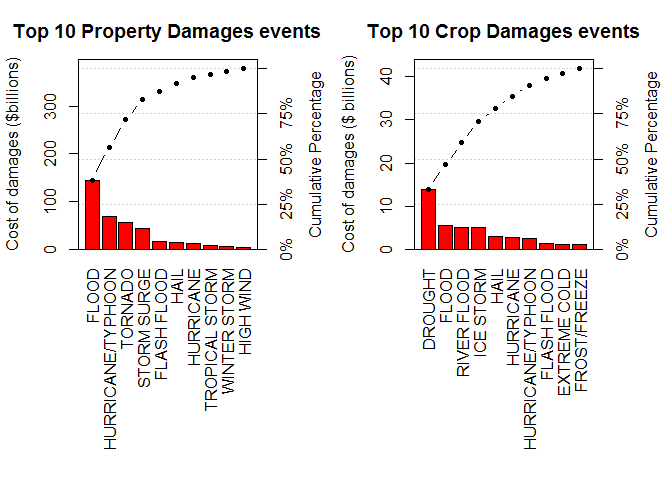 Top 10 Property Damages events
Cost of damages ($billions)
0
100
200
300
0%
25%
50%
75%
Cumulative Percentage
FLOOD
HURRICANE/TYPHOON
TORNADO
STORM SURGE
FLASH FLOOD
HAIL
HURRICANE
TROPICAL STORM
WINTER STORM
HIGH WIND
Top 10 Crop Damages events
Cost of damages ($ billions)
0
10
20
30
40
0%
25%
50%
75%
Cumulative Percentage
DROUGHT
FLOOD
RIVER FLOOD
ICE STORM
HAIL
HURRICANE
HURRICANE/TYPHOON
FLASH FLOOD
EXTREME COLD
FROST/FREEZE